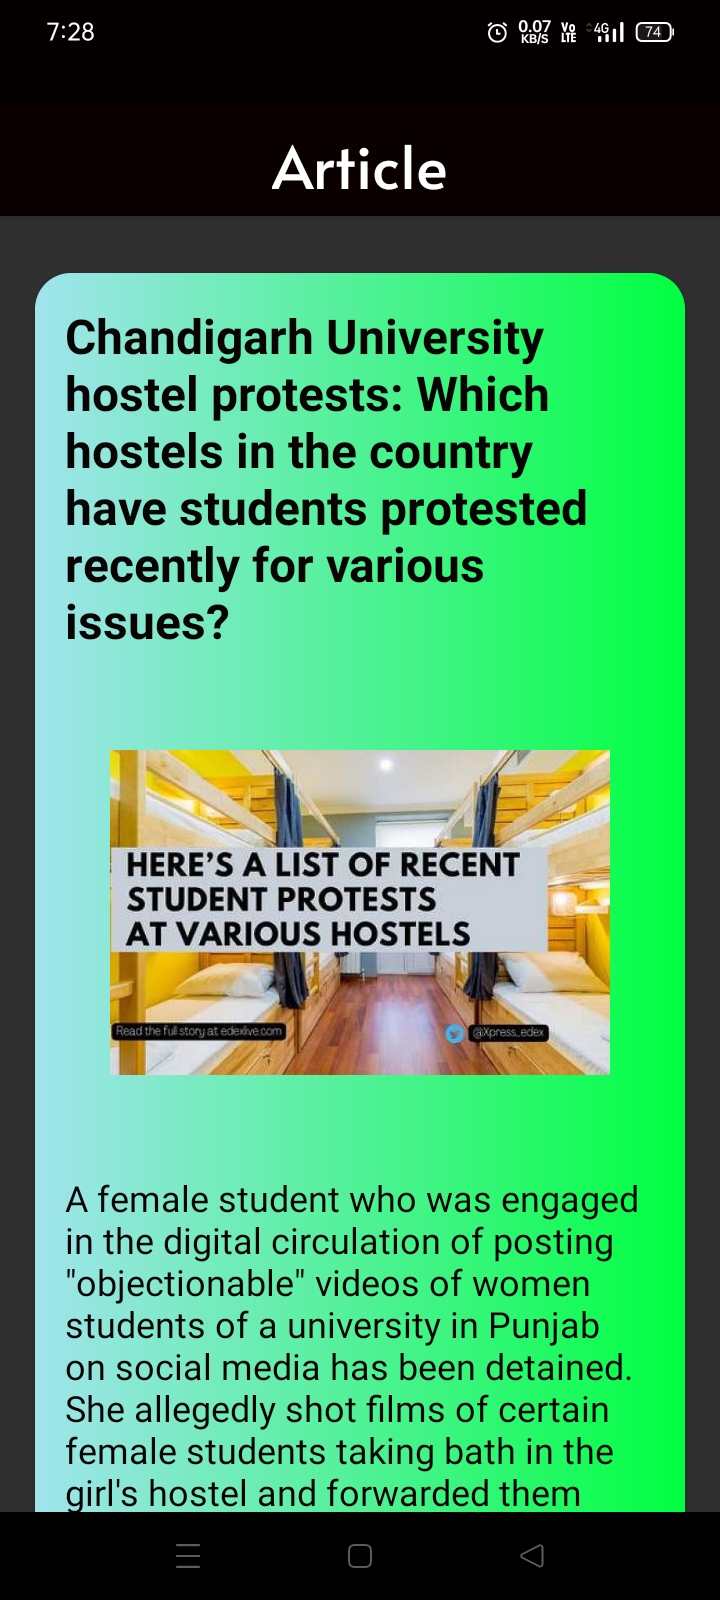 7:28
0.07
KB/S
Vo
LTE
4G
74
Article
Chandigarh University
hostel protests: Which
hostels in the country
have students protested
recently for various
issues?
HERE'S A LIST OF RECENT
STUDENT PROTESTS
AT VARIOUS HOSTELS
Read the full story at edexlive.com
@Xpress_edex
A female student who was engaged
in the digital circulation of posting
"objectionable" videos of women
students of a university in Punjab
on social media has been detained.
She allegedly shot films of certain
female students taking bath in the
girl's hostel and forwarded them